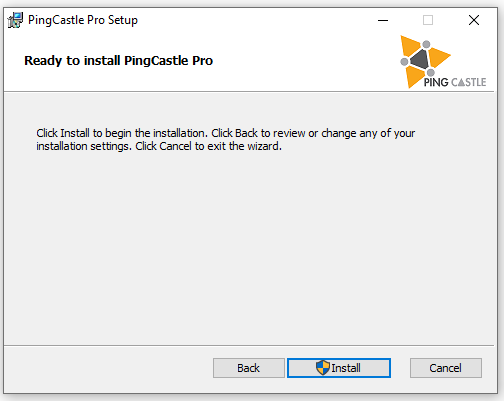 PingCastle Pro Setup
Ready to install PingCastle Pro
PING CASTLE
Click Install to begin the installation. Click Back to review or change any of your
installation settings. Click Cancel to exit the wizard.
Back
Install
Cancel